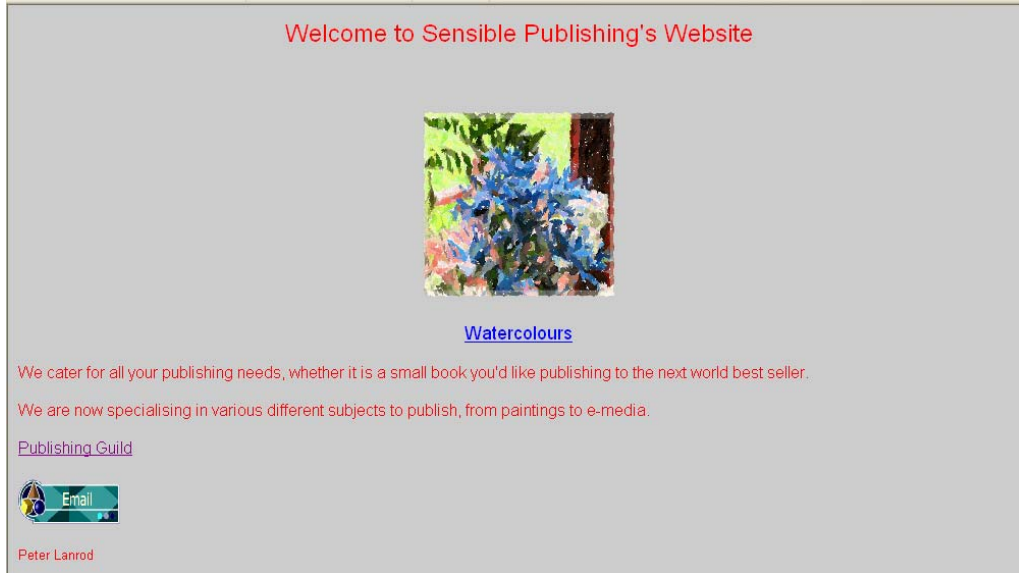 Welcome to Sensible Publishing's Website
Watercolours
We cater for all your publishing needs, whether it is a small book you'd like publishing to the next world best seller.
We are now specialising in various different subjects to publish, from paintings to e-media.
Publishing Guild
Email
Peter Lanrod